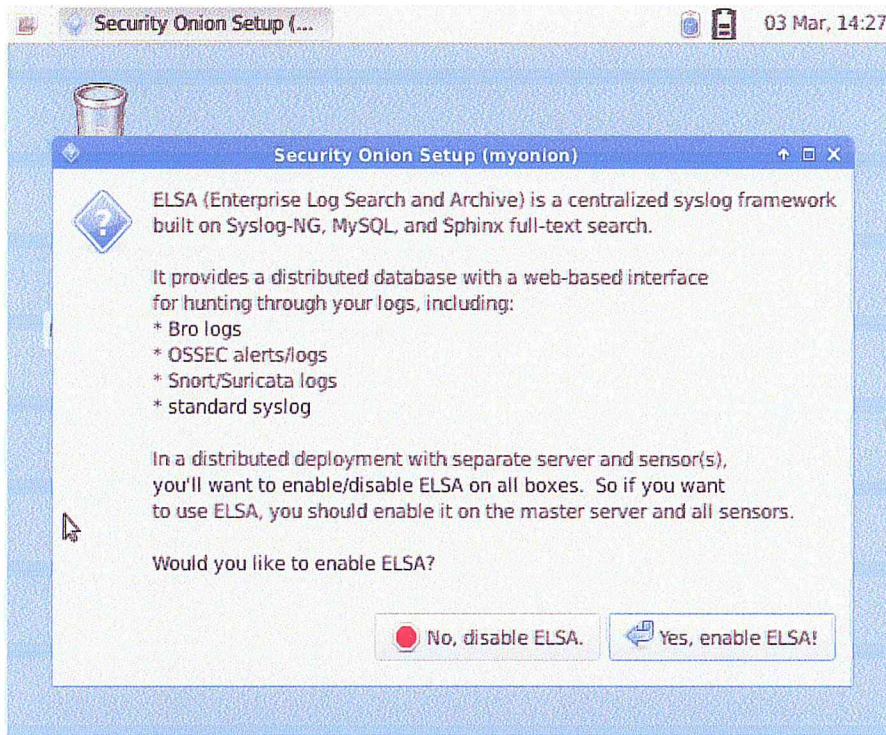 Security Onion Setup (...
03 Mar, 14:27
Security Onion Setup (myonion)
ELSA (Enterprise Log Search and Archive) is a centralized syslog framework
built on Syslog-NG, MySQL, and Sphinx full-text search.
It provides a distributed database with a web-based interface
for hunting through your logs, including:
* Bro logs
* OSSEC alerts/logs
* Snort/Suricata logs
* standard syslog
In a distributed deployment with separate server and sensor(s),
you'll want to enable/disable ELSA on all boxes.  So if you want
to use ELSA, you should enable it on the master server and all sensors.
Would you like to enable ELSA?
No, disable ELSA.
Yes, enable ELSA!